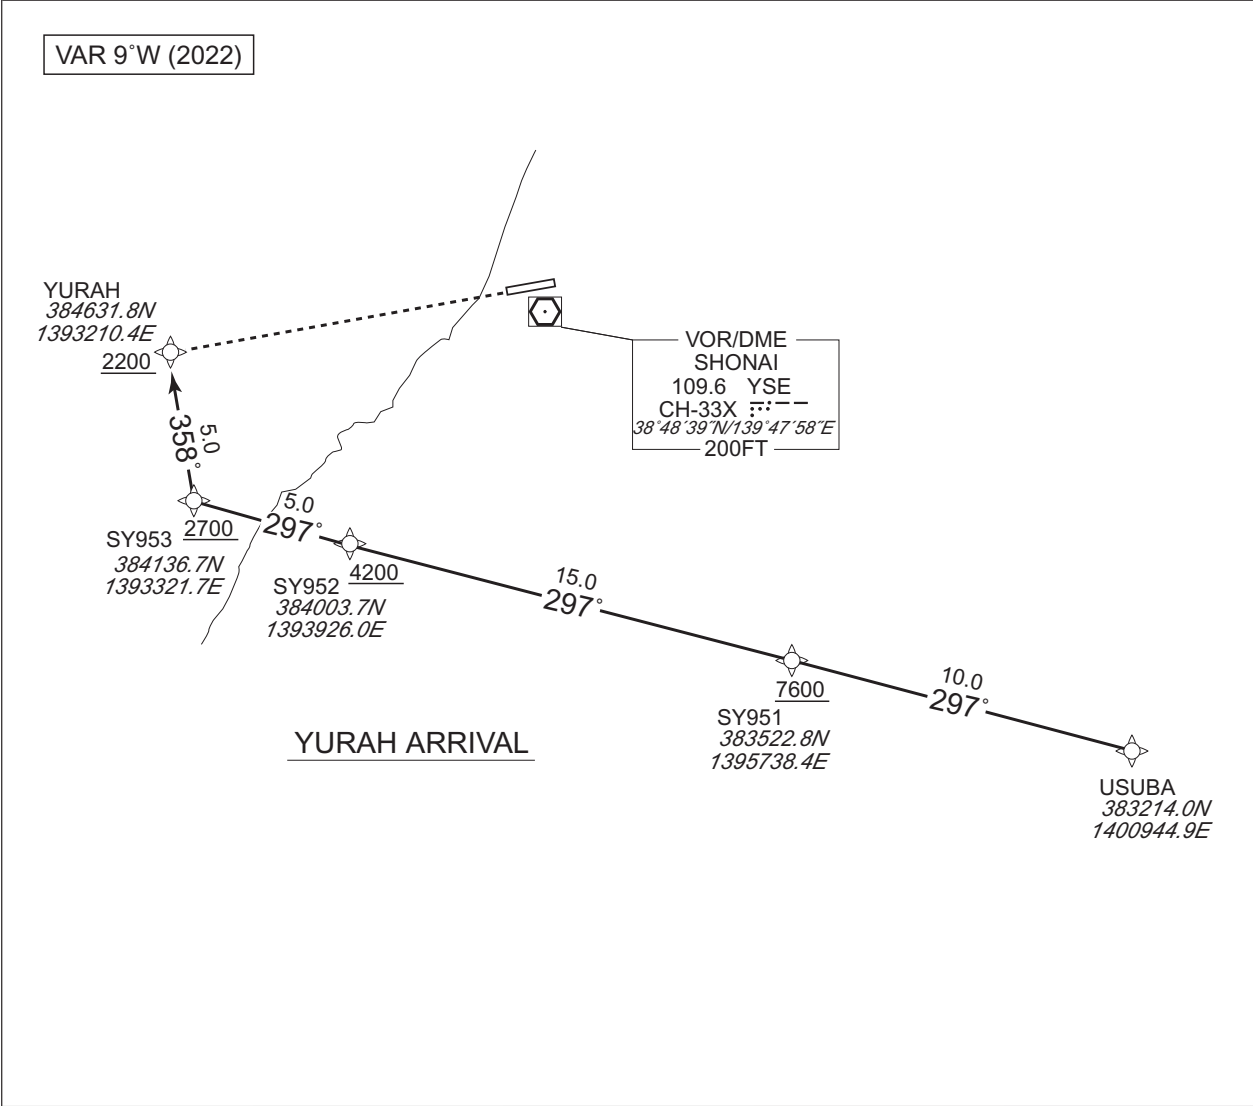 VAR 9°W (2022)
YURAH
384631.8N
1393210.4E
2200
VOR/DME
SHONAI
109.6 YSE
CH-33X
38°48′39″N/139°47′58″E
200FT
5.0
358°
5.0
297°
2700
SY953
384136.7N
1393321.7E
4200
SY952
384003.7N
1393926.0E
15.0
297°
10.0
297°
7600
SY951
383522.8N
1395738.4E
YURAH ARRIVAL
USUBA
383214.0N
1400944.9E